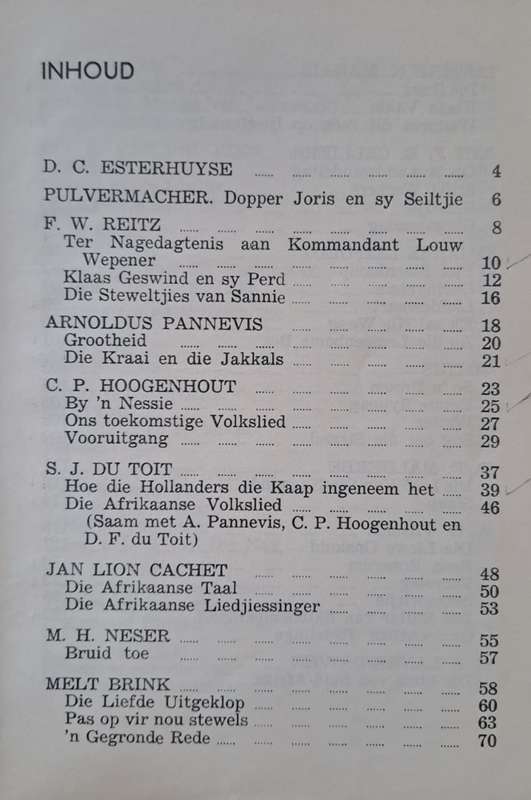 INHOUD
D. C. ESTERHUYSE ...... ...... ...... ...... ...... ...... 4
PULVERMACHER. Dopper Joris en sy Seiltjie 6
F. W. REITZ ...... ...... ...... ...... ...... ...... ...... ...... 8
Ter Nagedagtenis aan Kommandant Louw
Wepener ...... ...... ...... ...... ...... ...... ...... ...... 10
Klaas Geswind en sy Perd ...... ...... ...... ...... ...... 12
Die Steweltjies van Sannie ...... ...... ...... ...... ...... 16
ARNOLDUS PANNEVIS ...... ...... ...... ...... ...... 18
Grootheid ...... ...... ...... ...... ...... ...... ...... ...... 20
Die Kraai en die Jakkals ...... ...... ...... ...... ...... 21
C. P. HOOGENHOUT ...... ...... ...... ...... ...... ...... 23
By 'n Nessie ...... ...... ...... ...... ...... ...... ...... ...... 25
Ons toekomstige Volkslied ...... ...... ...... ...... ...... 27
Vooruitgang ...... ...... ...... ...... ...... ...... ...... ...... 29
S. J. DU TOIT ...... ...... ...... ...... ...... ...... ...... ...... 37
Hoe die Hollanders die Kaap ingeneem het ...... 39
Die Afrikaanse Volkslied ...... ...... ...... ...... ...... 46
(Saam met A. Pannevis, C. P. Hoogenhout en
D. F. du Toit)
JAN LION CACHET ...... ...... ...... ...... ...... ...... 48
Die Afrikaanse Taal ...... ...... ...... ...... ...... ...... 50
Die Afrikaanse Liedjiessinger ...... ...... ...... ...... 53
M. H. NESER ...... ...... ...... ...... ...... ...... ...... ...... 55
Bruid toe ...... ...... ...... ...... ...... ...... ...... ...... 57
MELT BRINK ...... ...... ...... ...... ...... ...... ...... ...... 58
Die Liefde Uitgeklop ...... ...... ...... ...... ...... ...... 60
Pas op vir nou stewels ...... ...... ...... ...... ...... ...... 63
'n Gegronde Rede ...... ...... ...... ...... ...... ...... ...... 70